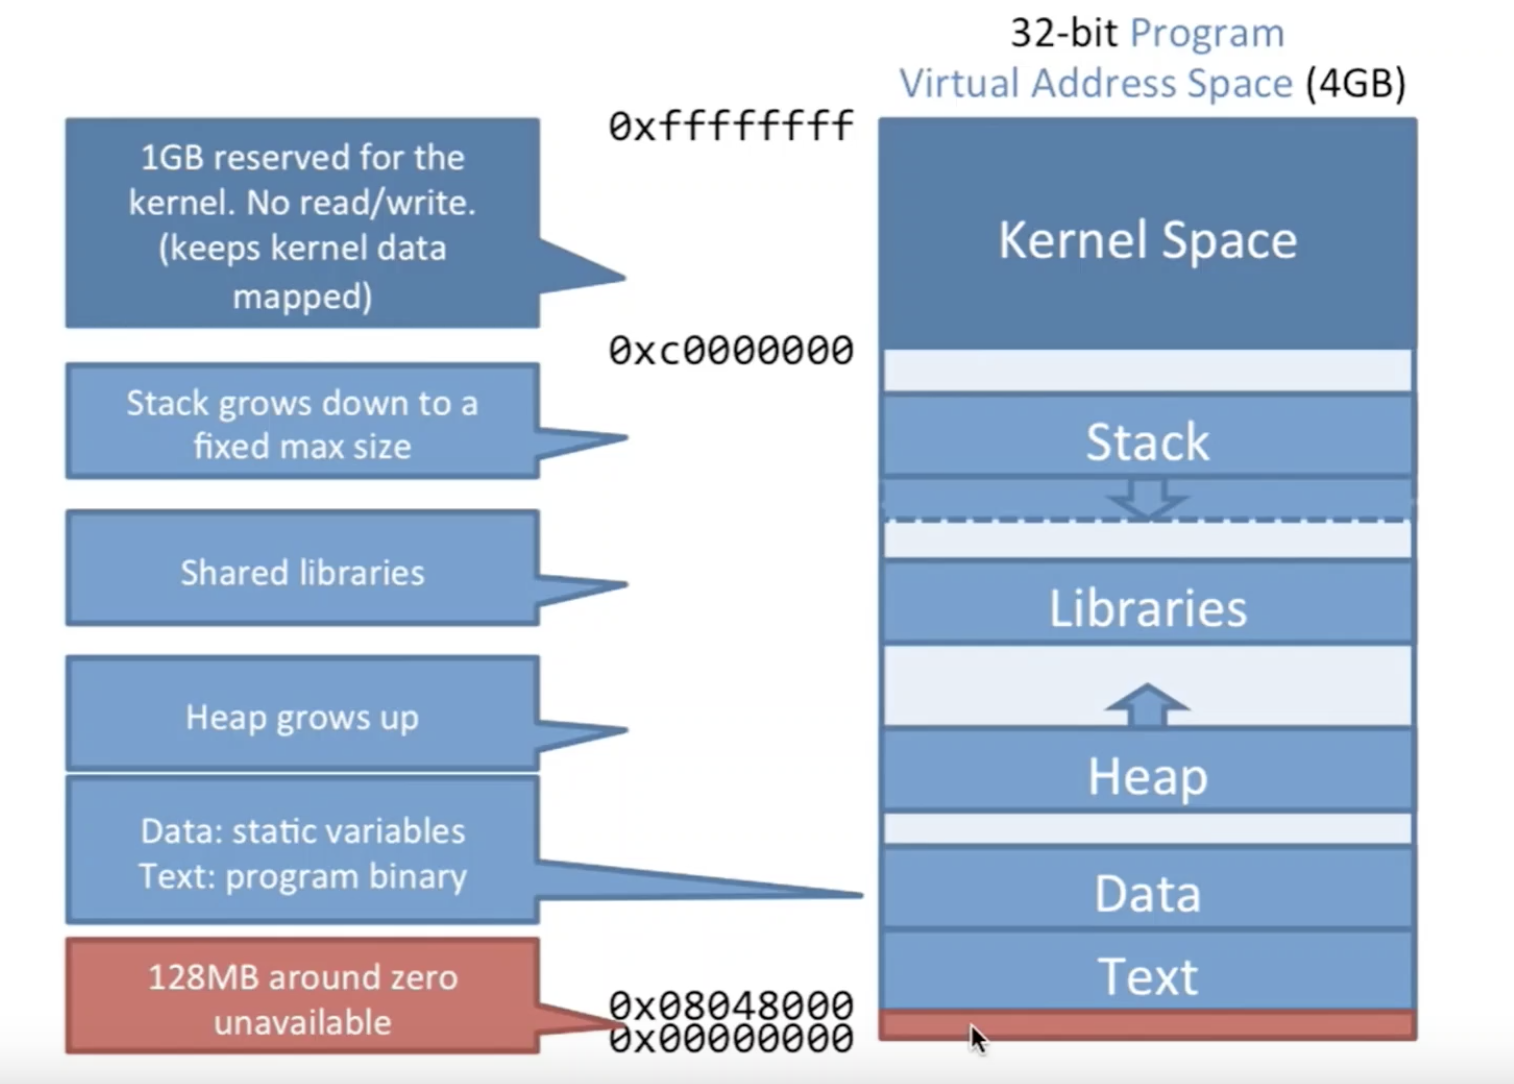 32-bit Program
Virtual Address Space (4GB)
0xffffffff
1GB reserved for the
kernel. No read/write.
(keeps kernel data
mapped)
Kernel Space
0xc0000000
Stack grows down to a
fixed max size
Stack
Shared libraries
Libraries
Heap grows up
Heap
Data: static variables
Text: program binary
Data
Text
128MB around zero
unavailable
0x08048000
0x00000000